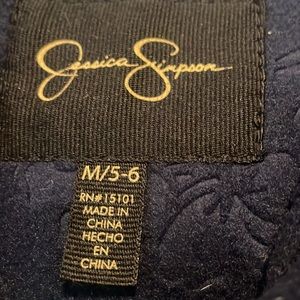 Jessica Simpson
M/5-6
RN#15101
MADE IN
CHINA
HECHO
EN
CHINA